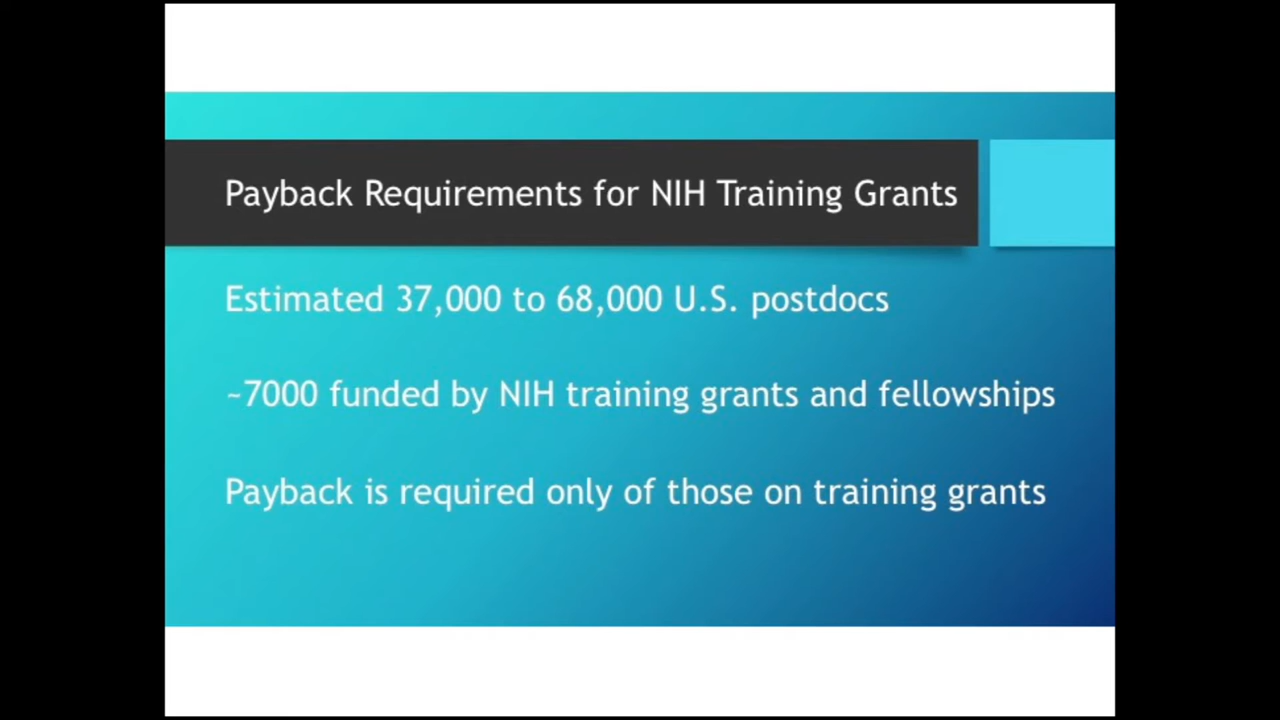 Payback Requirements for NIH Training Grants
Estimated 37,000 to 68,000 U.S. postdocs
~7000 funded by NIH training grants and fellowships
Payback is required only of those on training grants